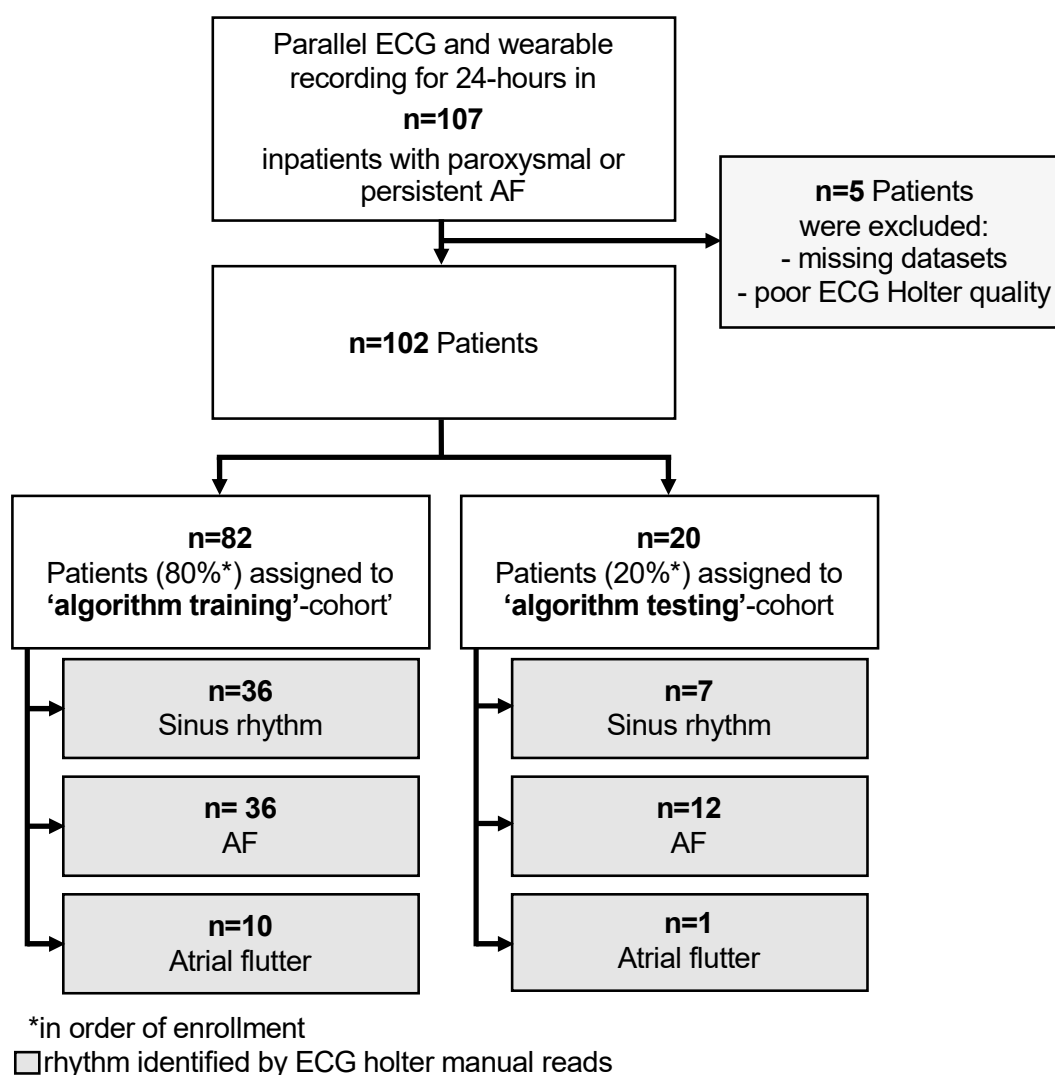 Parallel ECG and wearable
recording for 24-hours in
n=107
inpatients with paroxysmal or
persistent AF
n=5 Patients
were excluded:
- missing datasets
- poor ECG Holter quality
n=102 Patients
n=82
Patients (80%*) assigned to
‘algorithm training’-cohort’
n=20
Patients (20%*) assigned to
‘algorithm testing’-cohort
n=36
Sinus rhythm
n=7
Sinus rhythm
n= 36
AF
n=12
AF
n=10
Atrial flutter
n=1
Atrial flutter
*in order of enrollment
rhythm identified by ECG holter manual reads